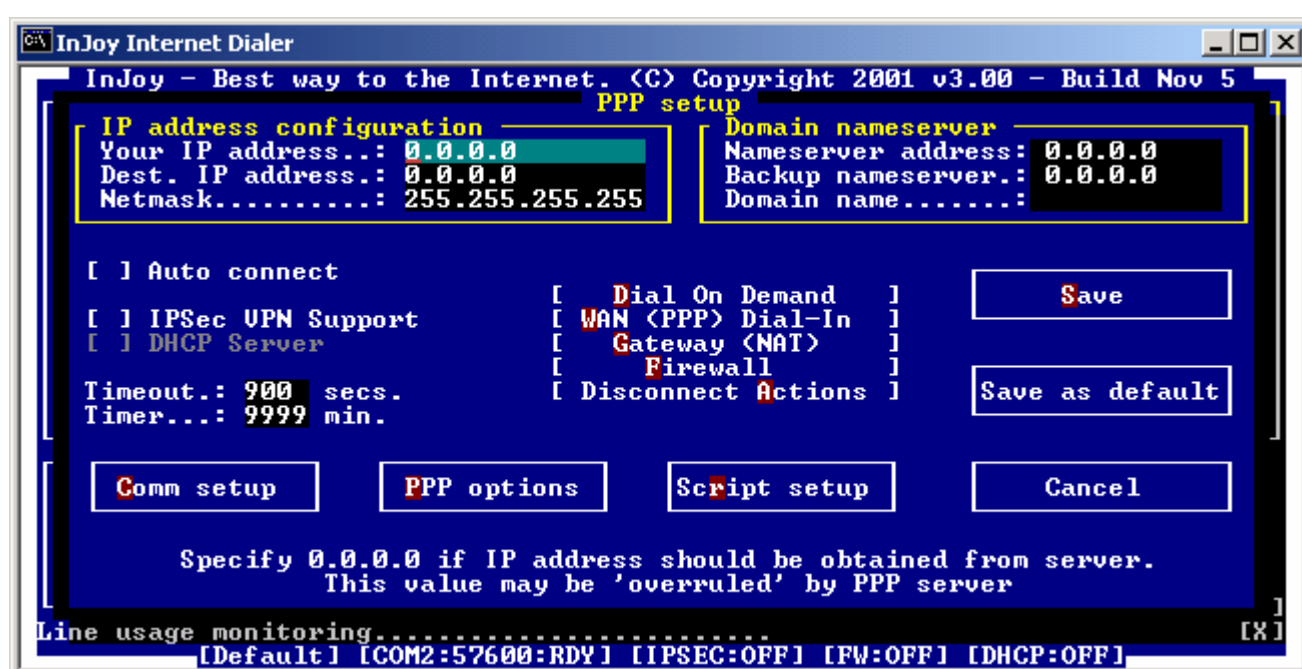 InJoy Internet Dialer
InJoy - Best way to the Internet. (C) Copyright 2001 v3.00 - Build Nov 5
PPP setup
IP address configuration
Your IP address..: 0.0.0.0
Dest. IP address.: 0.0.0.0
Netmask..........: 255.255.255.255
Domain nameserver
Nameserver address: 0.0.0.0
Backup nameserver.: 0.0.0.0
Domain name.......:
[ ] Auto connect
[ ] IPSec VPN Support
[ ] DHCP Server
Timeout.: 900 secs.
Timer...: 9999 min.
[ Dial On Demand ]
[ WAN (PPP) Dial-In ]
[ Gateway (NAT) ]
[ Firewall ]
[ Disconnect Actions ]
Save
Save as default
Comm setup
PPP options
Script setup
Cancel
Specify 0.0.0.0 if IP address should be obtained from server.
This value may be 'overruled' by PPP server
Line usage monitoring......................... [X]
[Default] [COM2:57600:RDY] [IPSEC:OFF] [FW:OFF] [DHCP:OFF]